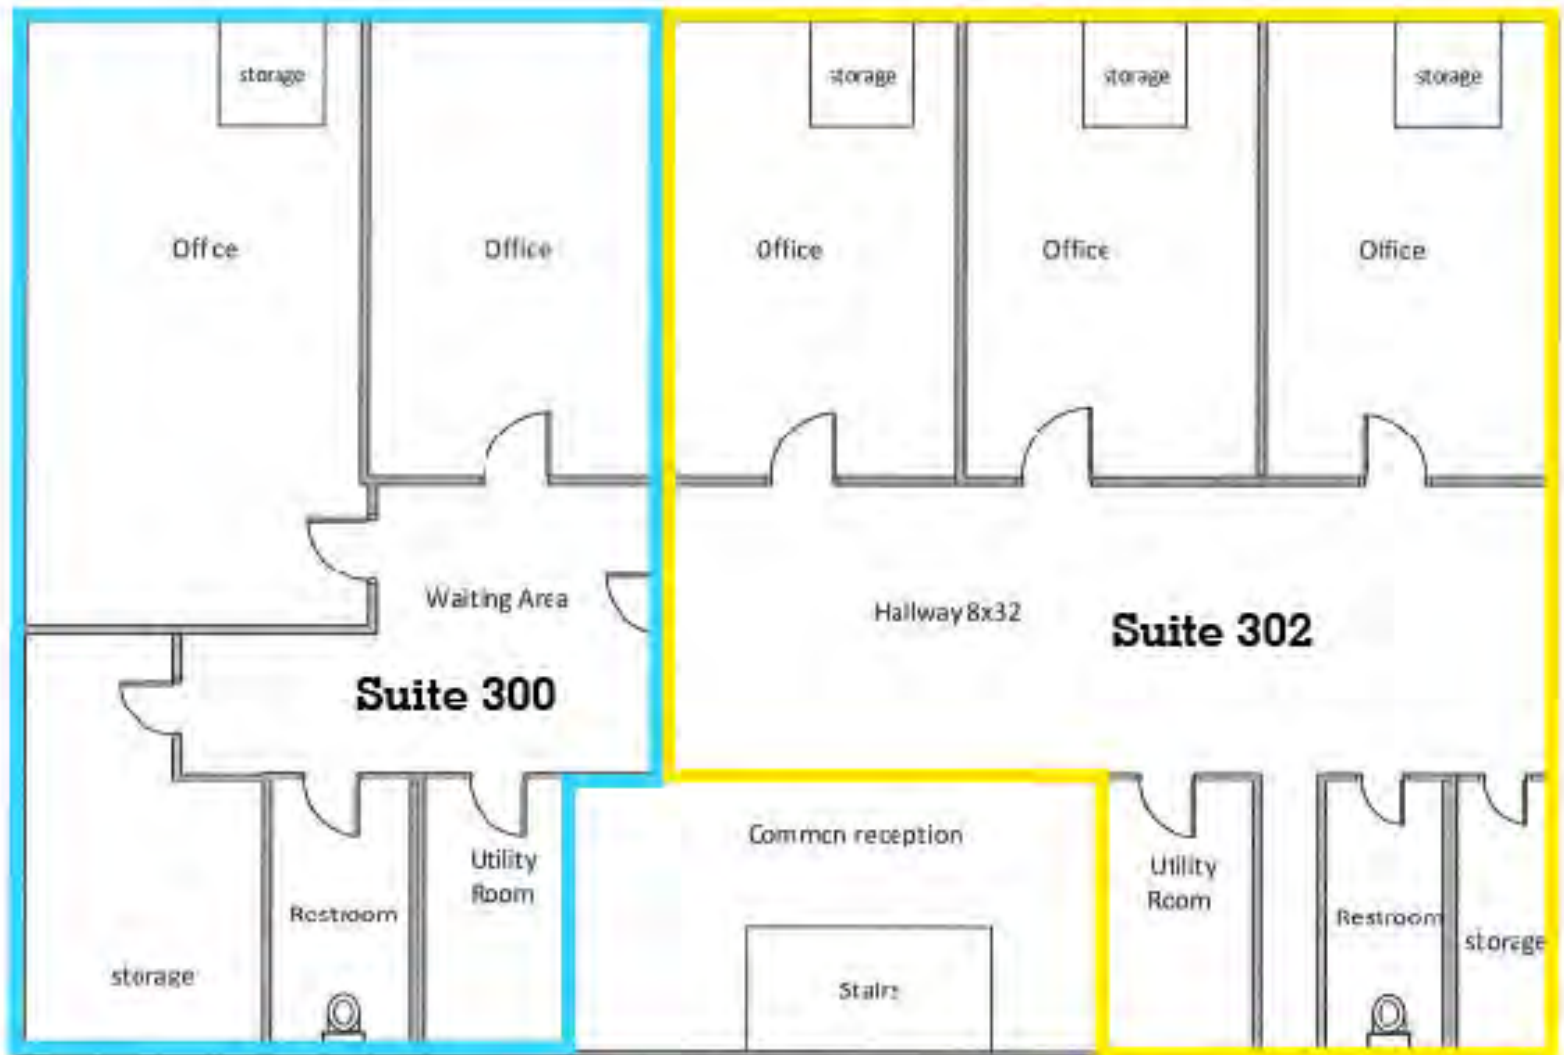 storage
storage
storage
storage
Office
Office
Office
Office
Office
Waiting Area
Hallway 8x32
Suite 302
Suite 300
Common reception
Utility
Room
Utility
Room
Restroom
Restroom
storage
storage
Stairs